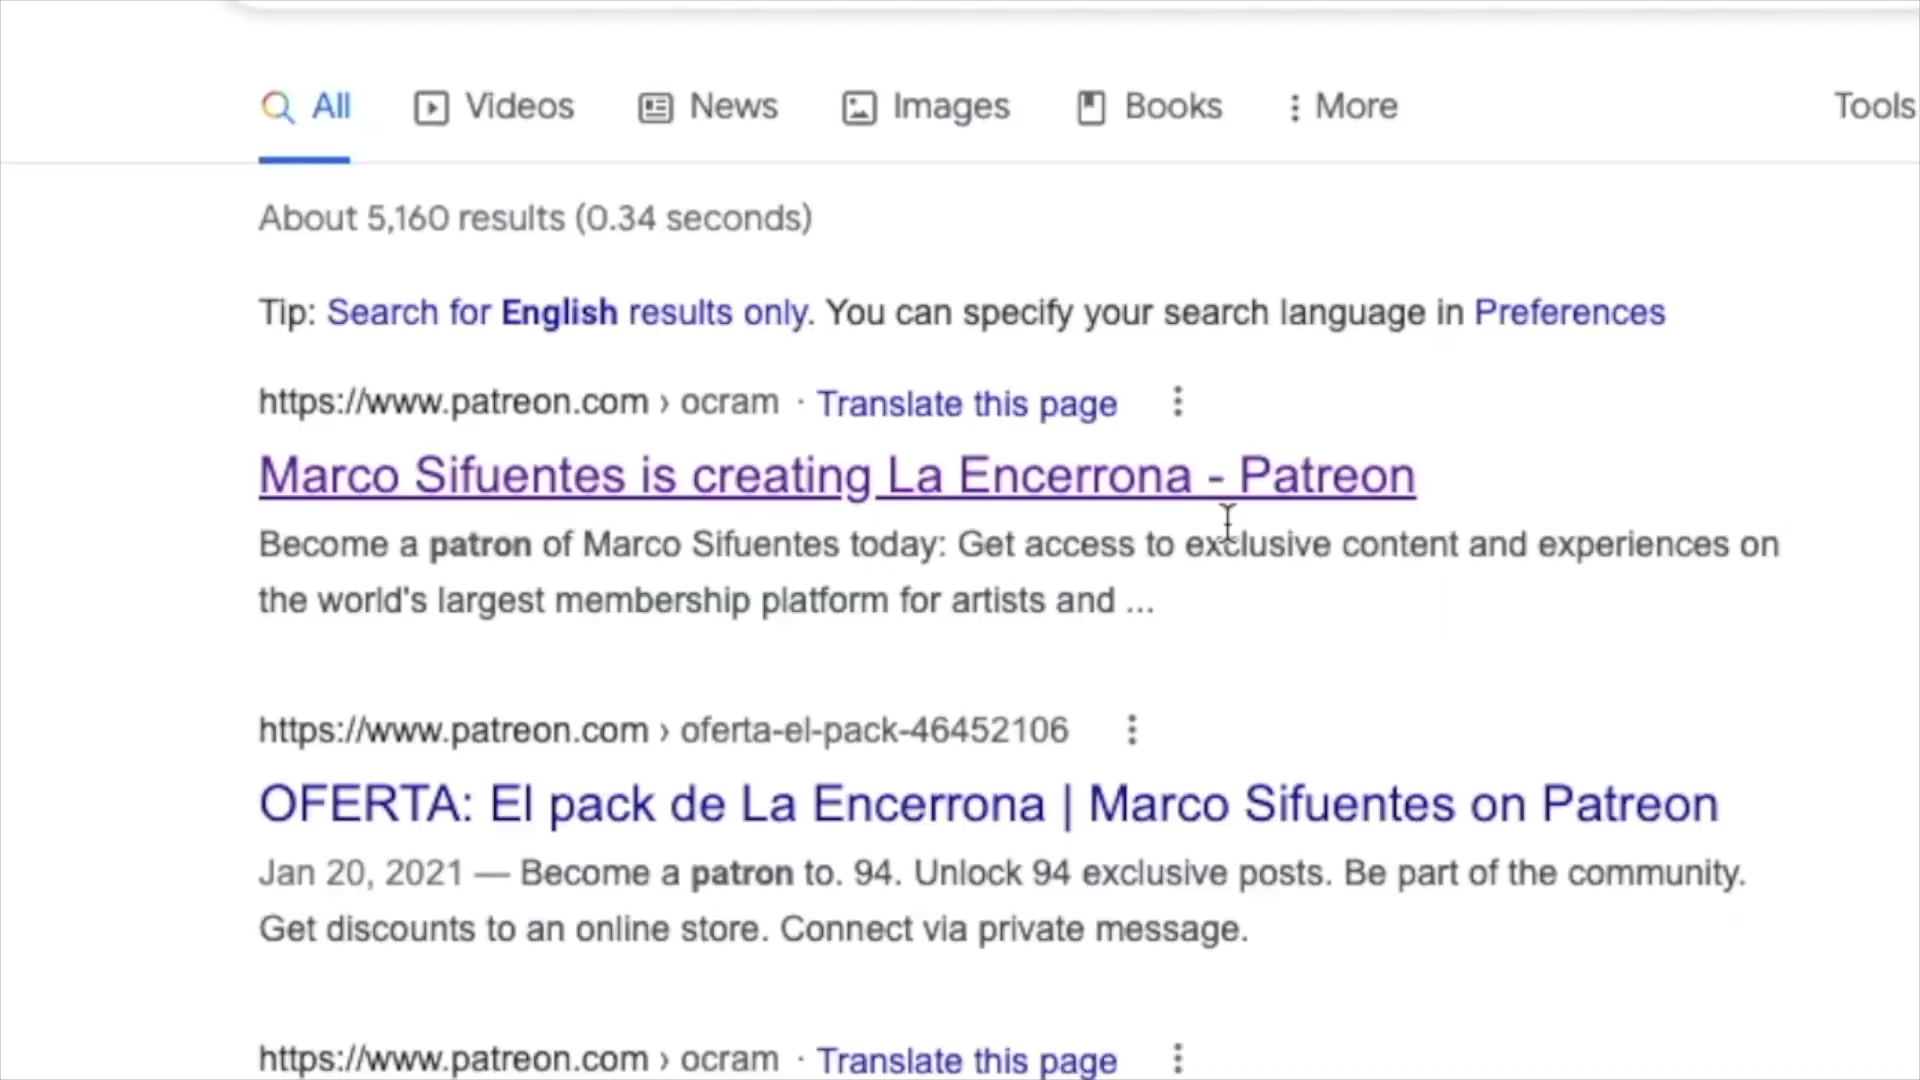 All Videos News Images Books More Tools
About 5,160 results (0.34 seconds)
Tip: Search for English results only. You can specify your search language in Preferences
https://www.patreon.com › ocram · Translate this page
Marco Sifuentes is creating La Encerrona - Patreon
Become a patron of Marco Sifuentes today: Get access to exclusive content and experiences on
the world's largest membership platform for artists and ...
https://www.patreon.com › oferta-el-pack-46452106
OFERTA: El pack de La Encerrona | Marco Sifuentes on Patreon
Jan 20, 2021 — Become a patron to. 94. Unlock 94 exclusive posts. Be part of the community.
Get discounts to an online store. Connect via private message.
https://www.patreon.com › ocram · Translate this page